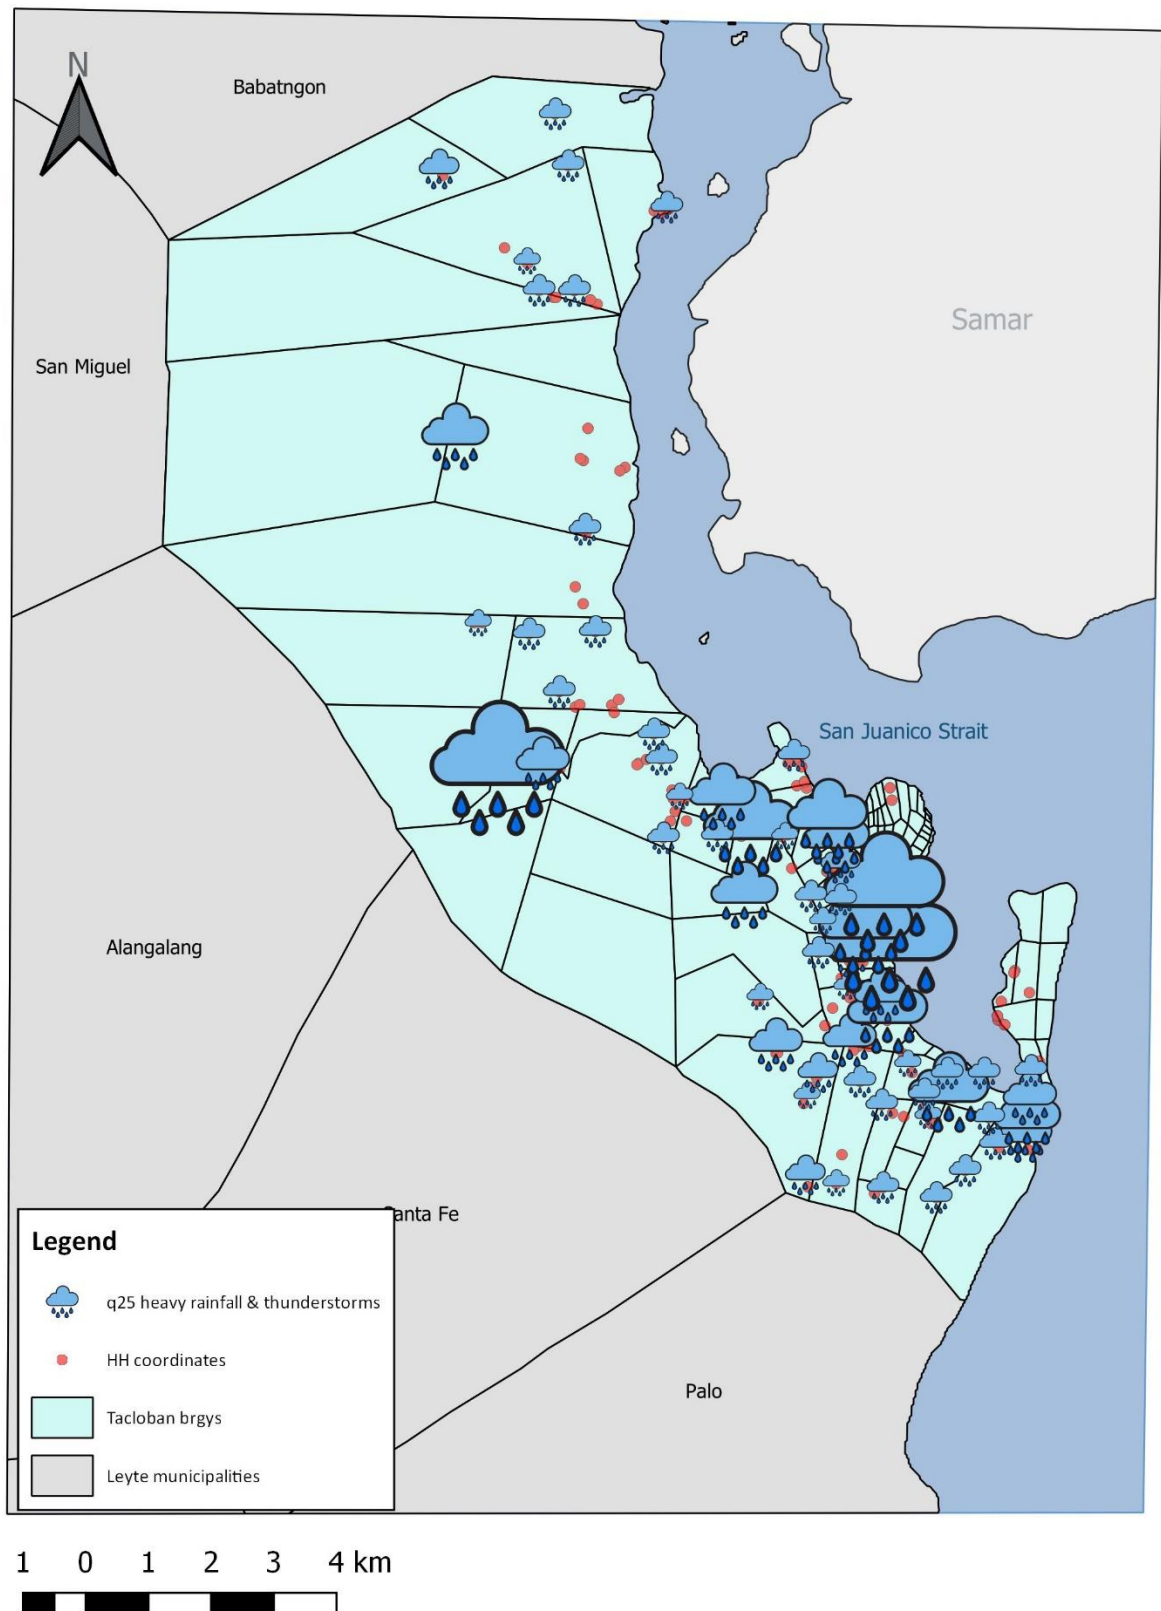 N
Babatngon
Samar
San Miguel
San Juanico Strait
Alangalang
Santa Fe
Palo
Legend
q25 heavy rainfall & thunderstorms
HH coordinates
Tacloban brgys
Leyte municipalities
1 0 1 2 3 4 km